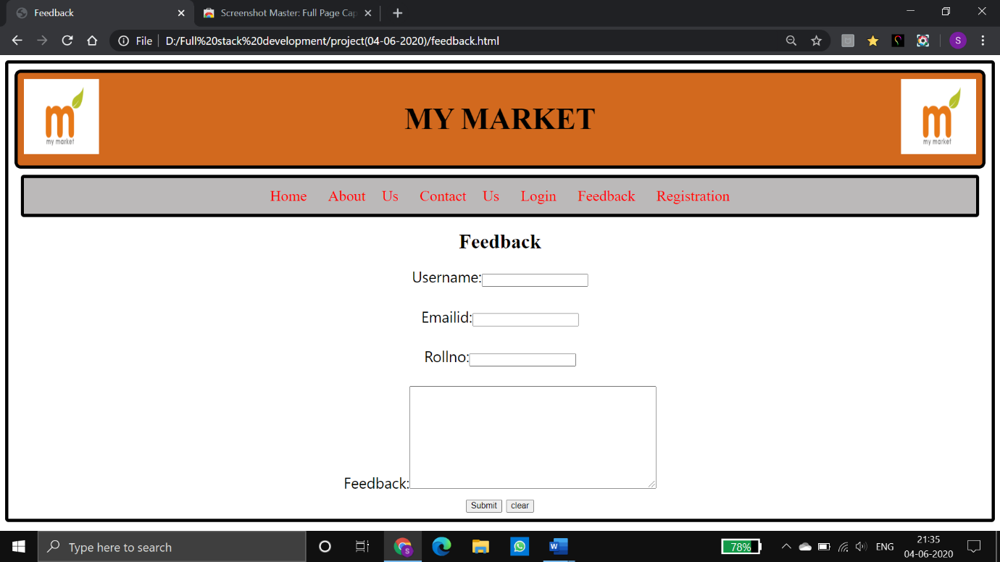 Feedback
Screenshot Master: Full Page Cap
File
D:/Full%20stack%20development/project(04-06-2020)/feedback.html
S
m
my market
MY MARKET
m
my market
Home About Us Contact Us Login Feedback Registration
Feedback
Username:
Emailid:
Rollno:
Feedback:
Submit clear
Type here to search
S
W
78%
ENG
21:35
04-06-2020